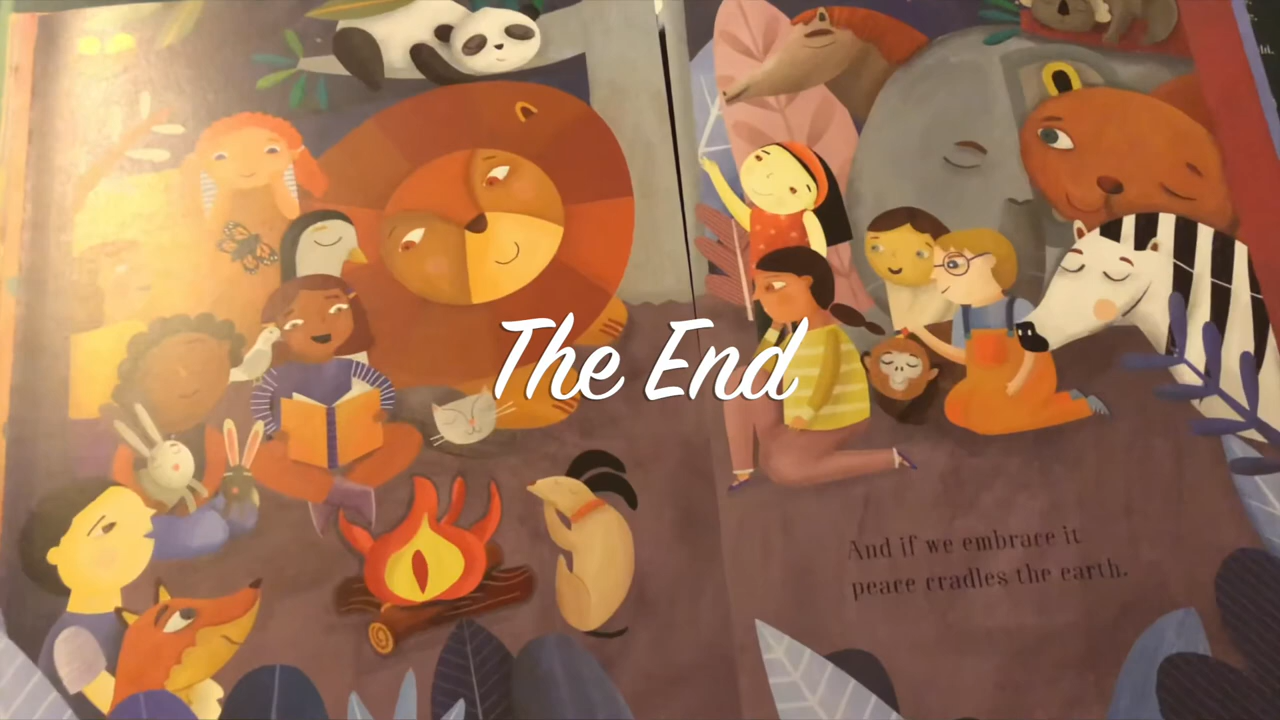 The End
And if we embrace it
peace cradles the earth.